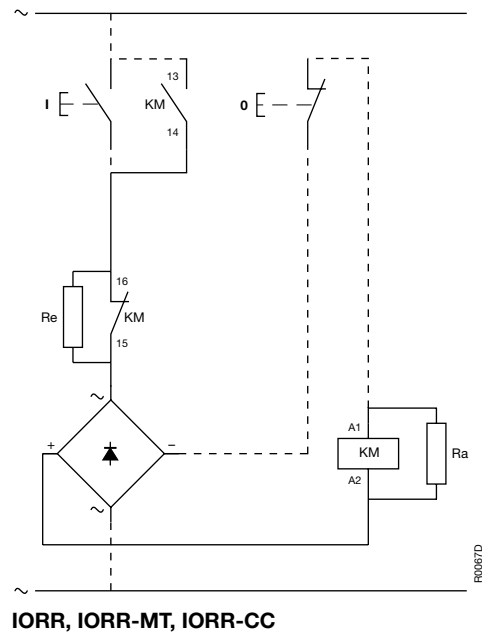 ~
13
I
KM
0
14
16
Re
KM
15
~
+
−
A1
KM
Ra
A2
~
~
R0067D
IORR, IORR-MT, IORR-CC